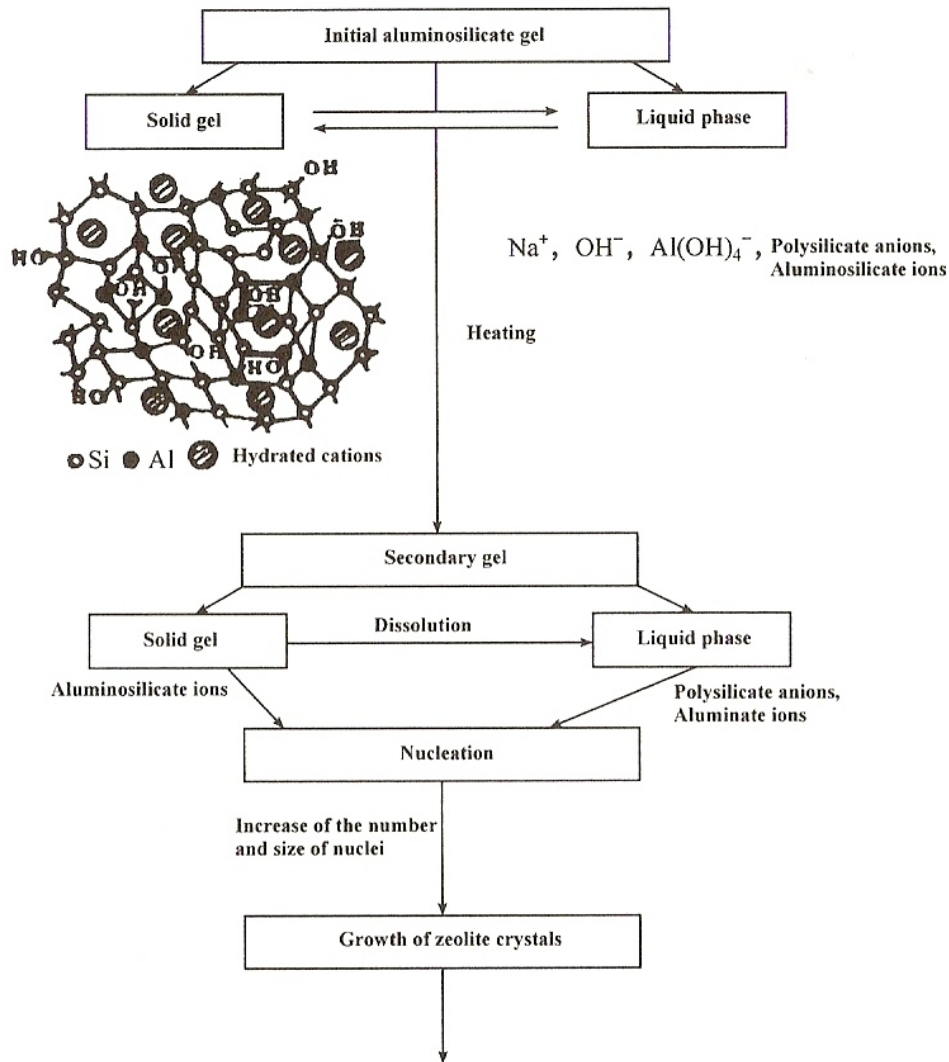 Initial aluminosilicate gel
Solid gel
Liquid phase
OH
OH
HO
O
OH
OH
OH
HO
HO
Na⁺, OH⁻, Al(OH)₄⁻, Polysilicate anions,
Aluminosilicate ions
Heating
Si Al Hydrated cations
Secondary gel
Solid gel
Dissolution
Liquid phase
Aluminosilicate ions
Polysilicate anions,
Aluminate ions
Nucleation
Increase of the number
and size of nuclei
Growth of zeolite crystals